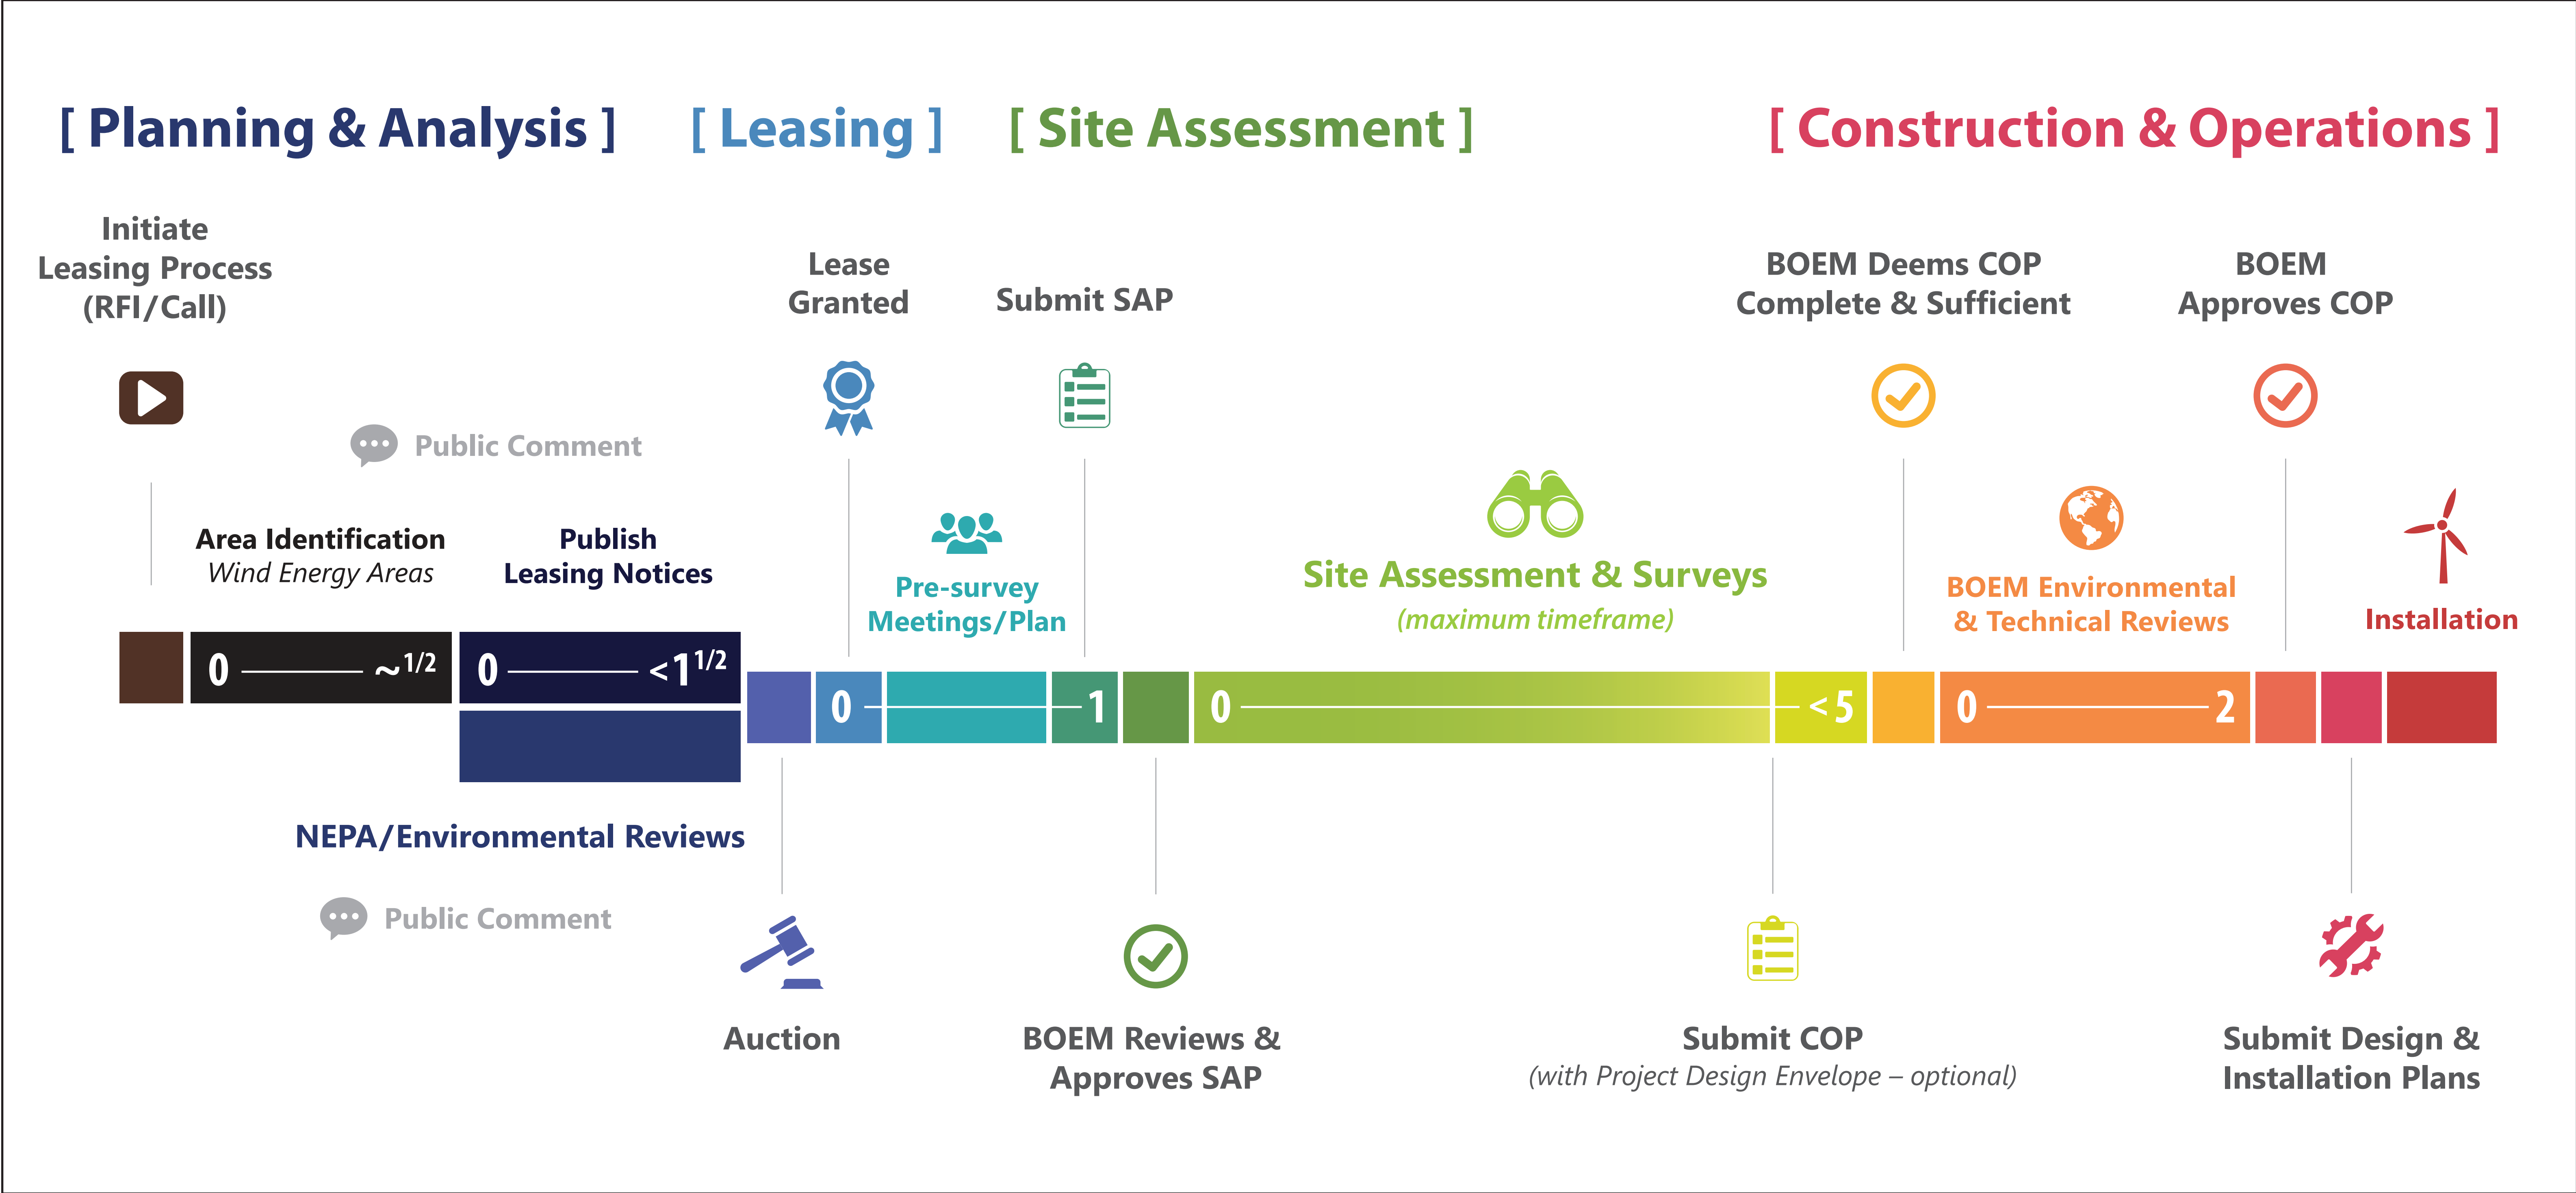 [ Planning & Analysis ]
[ Leasing ]
[ Site Assessment ]
[ Construction & Operations ]
Initiate
Leasing Process
(RFI/Call)
Lease
Granted
Submit SAP
BOEM Deems COP
Complete & Sufficient
BOEM
Approves COP
Public Comment
Area Identification
Wind Energy Areas
Publish
Leasing Notices
Pre-survey
Meetings/Plan
Site Assessment & Surveys
(maximum timeframe)
BOEM Environmental
& Technical Reviews
Installation
0 ~1/2
0 <1 1/2
0 1
0 <5
0 2
NEPA/Environmental Reviews
Public Comment
Auction
BOEM Reviews &
Approves SAP
Submit COP
(with Project Design Envelope – optional)
Submit Design &
Installation Plans